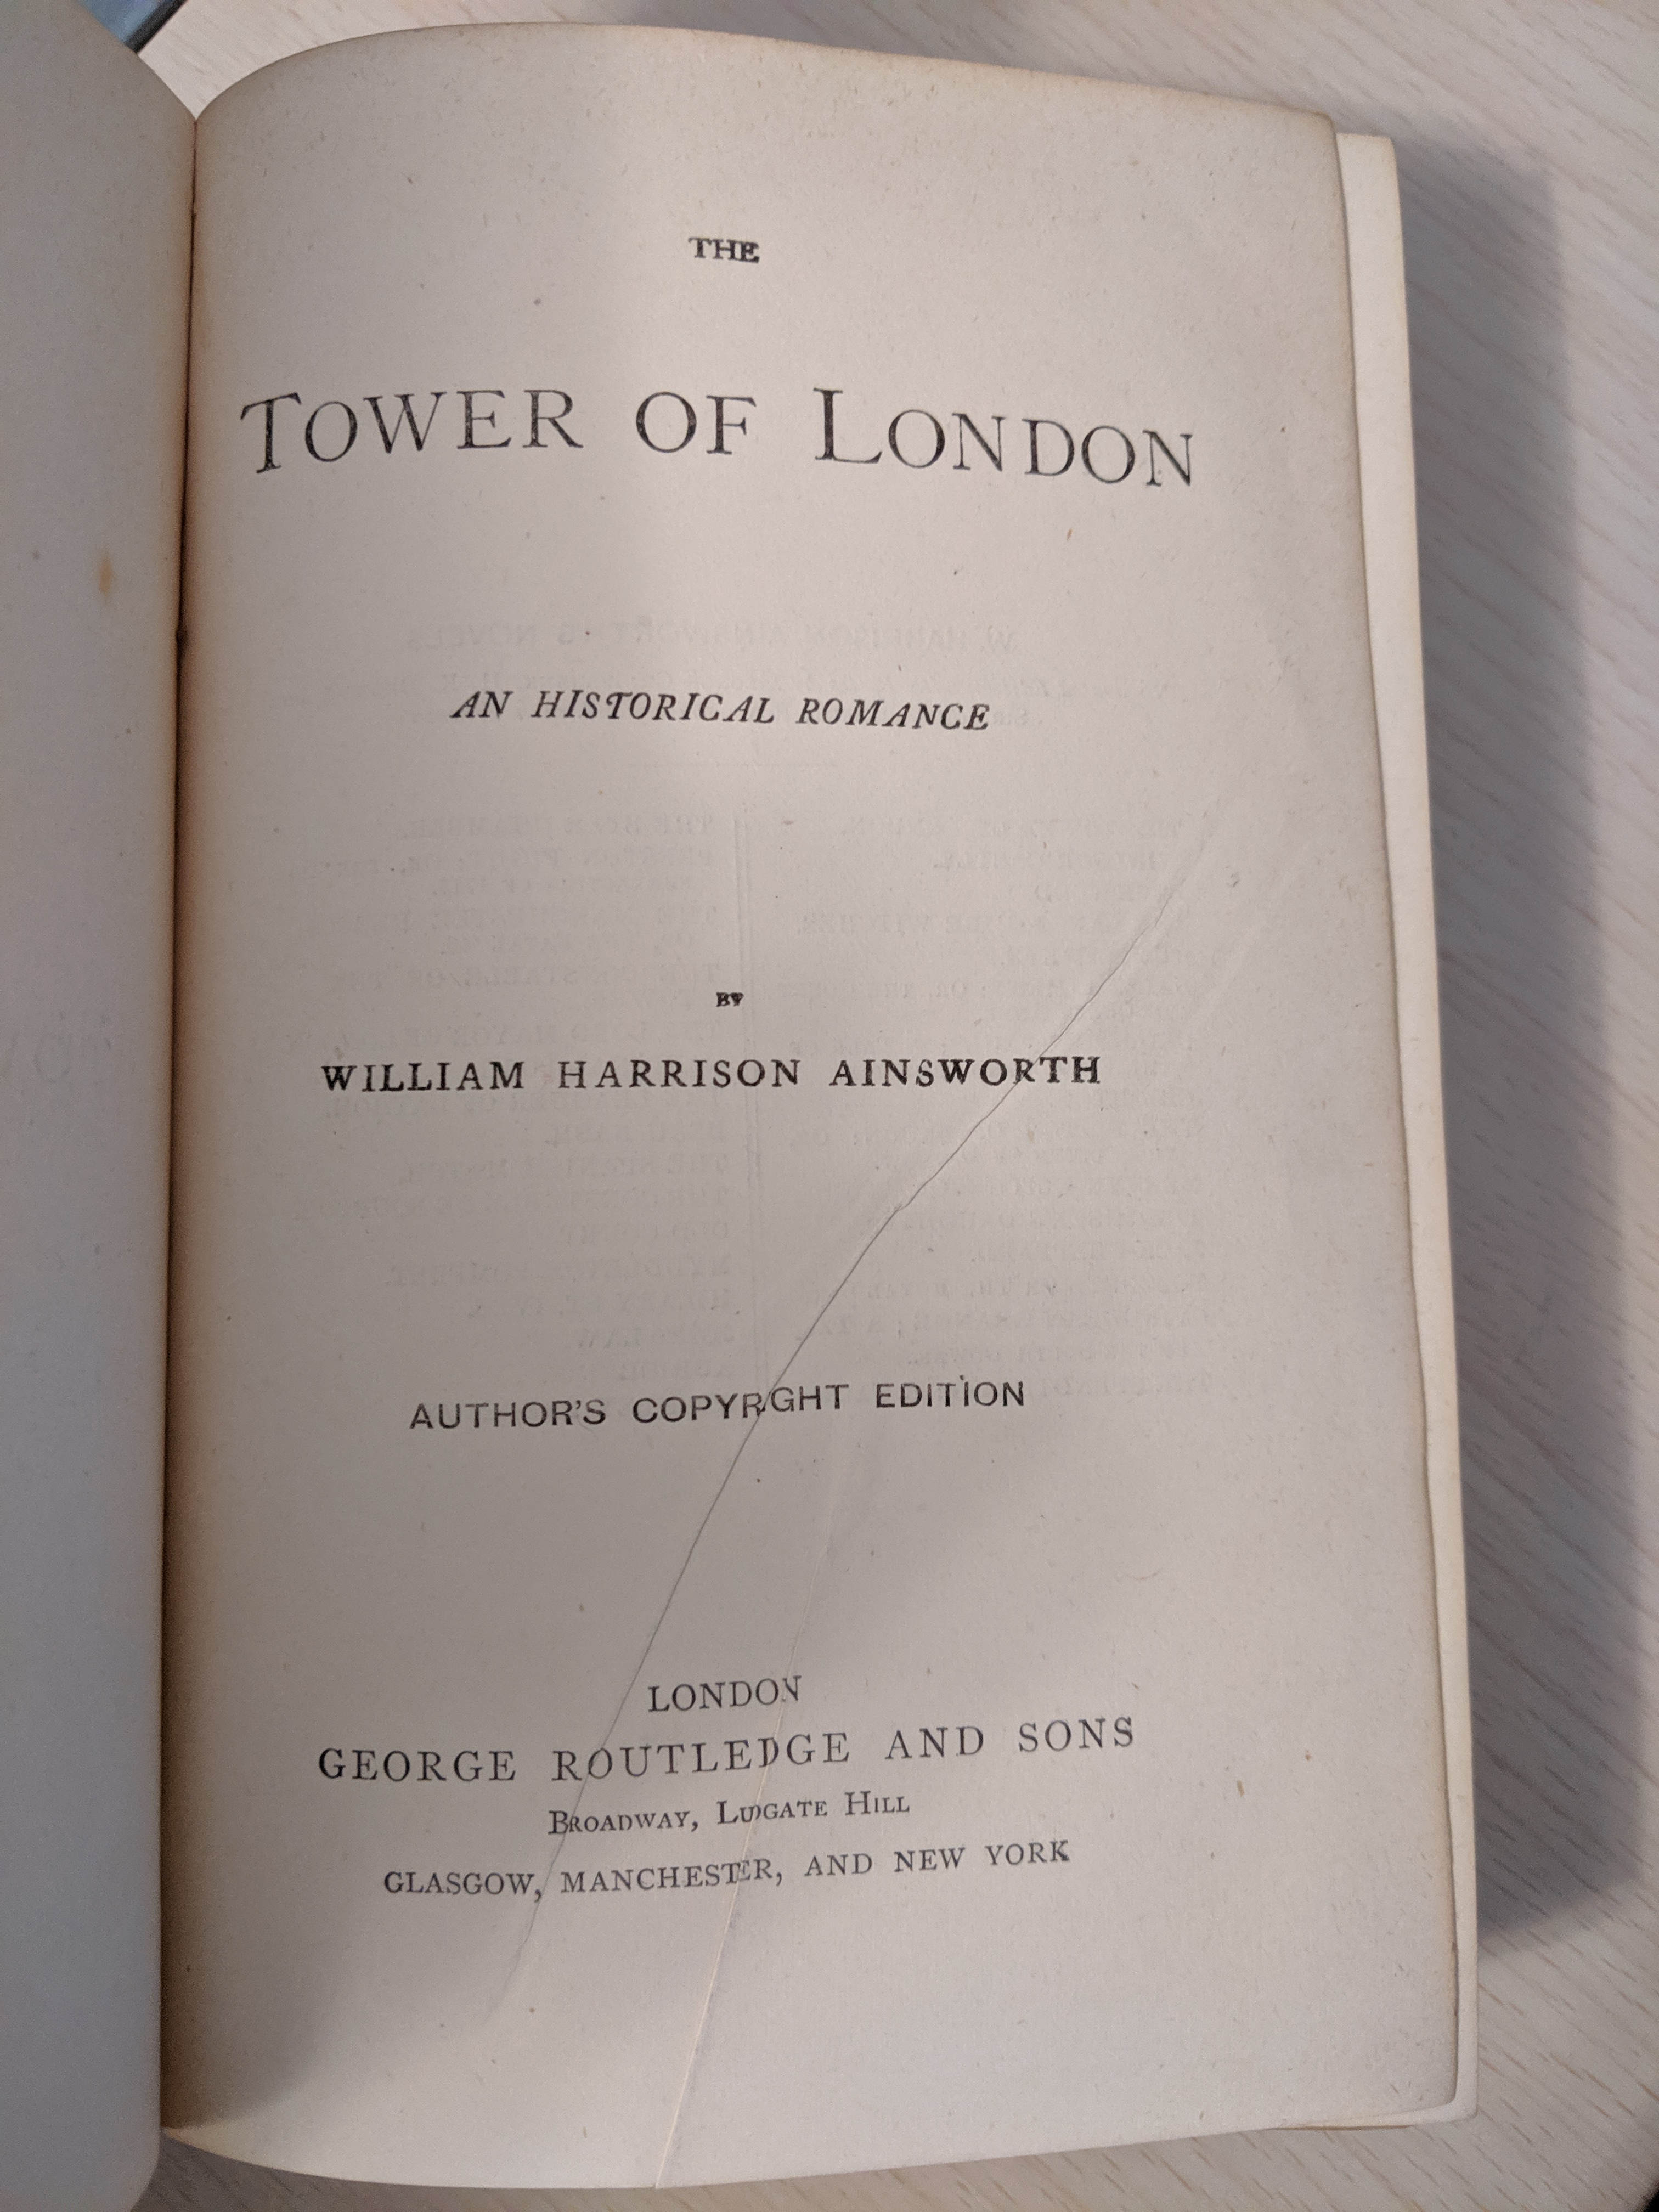 THE
TOWER OF LONDON
AN HISTORICAL ROMANCE
BY
WILLIAM HARRISON AINSWORTH
AUTHOR'S COPYRGHT EDITION
LONDON
GEORGE ROUTLEDGE AND SONS
BROADWAY, LUDGATE HILL
GLASGOW, MANCHESTER, AND NEW YORK